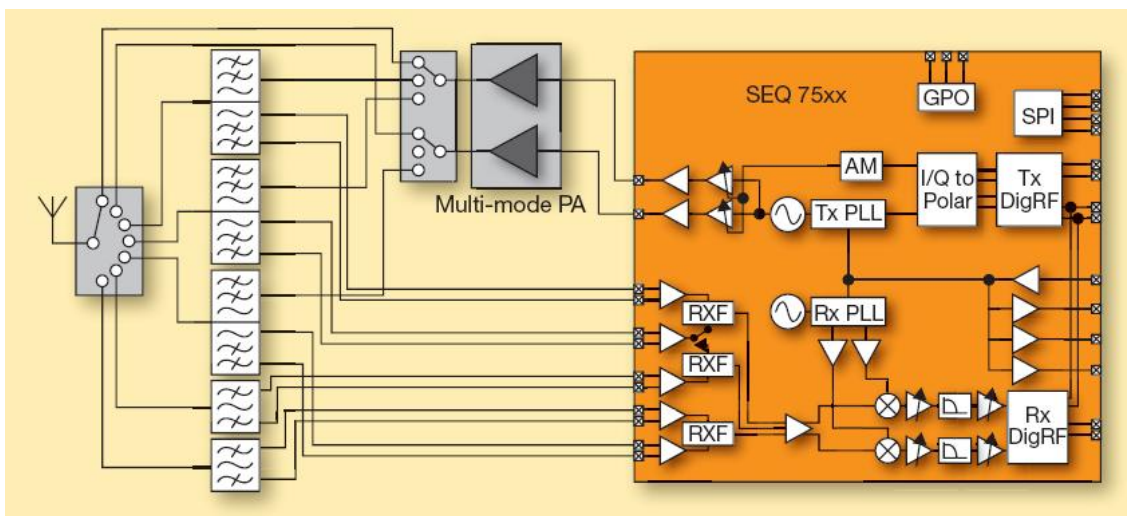 SEQ 75xx
GPO
SPI
AM
I/Q to
Polar
Tx
DigRF
Multi-mode PA
Tx PLL
Rx PLL
RXF
RXF
RXF
Rx
DigRF